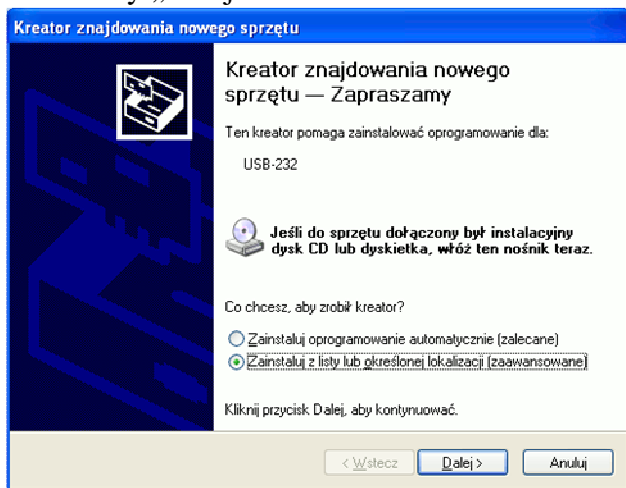 Kreator znajdowania nowego sprzętu
Kreator znajdowania nowego
sprzętu — Zapraszamy
Ten kreator pomaga zainstalować oprogramowanie dla:
USB-232
Jeśli do sprzętu dołączony był instalacyjny
dysk CD lub dyskietka, włóż ten nośnik teraz.
Co chcesz, aby zrobił kreator?
Zainstaluj oprogramowanie automatycznie (zalecane)
Zainstaluj z listy lub określonej lokalizacji (zaawansowane)
Kliknij przycisk Dalej, aby kontynuować.
< Wstecz Dalej > Anuluj